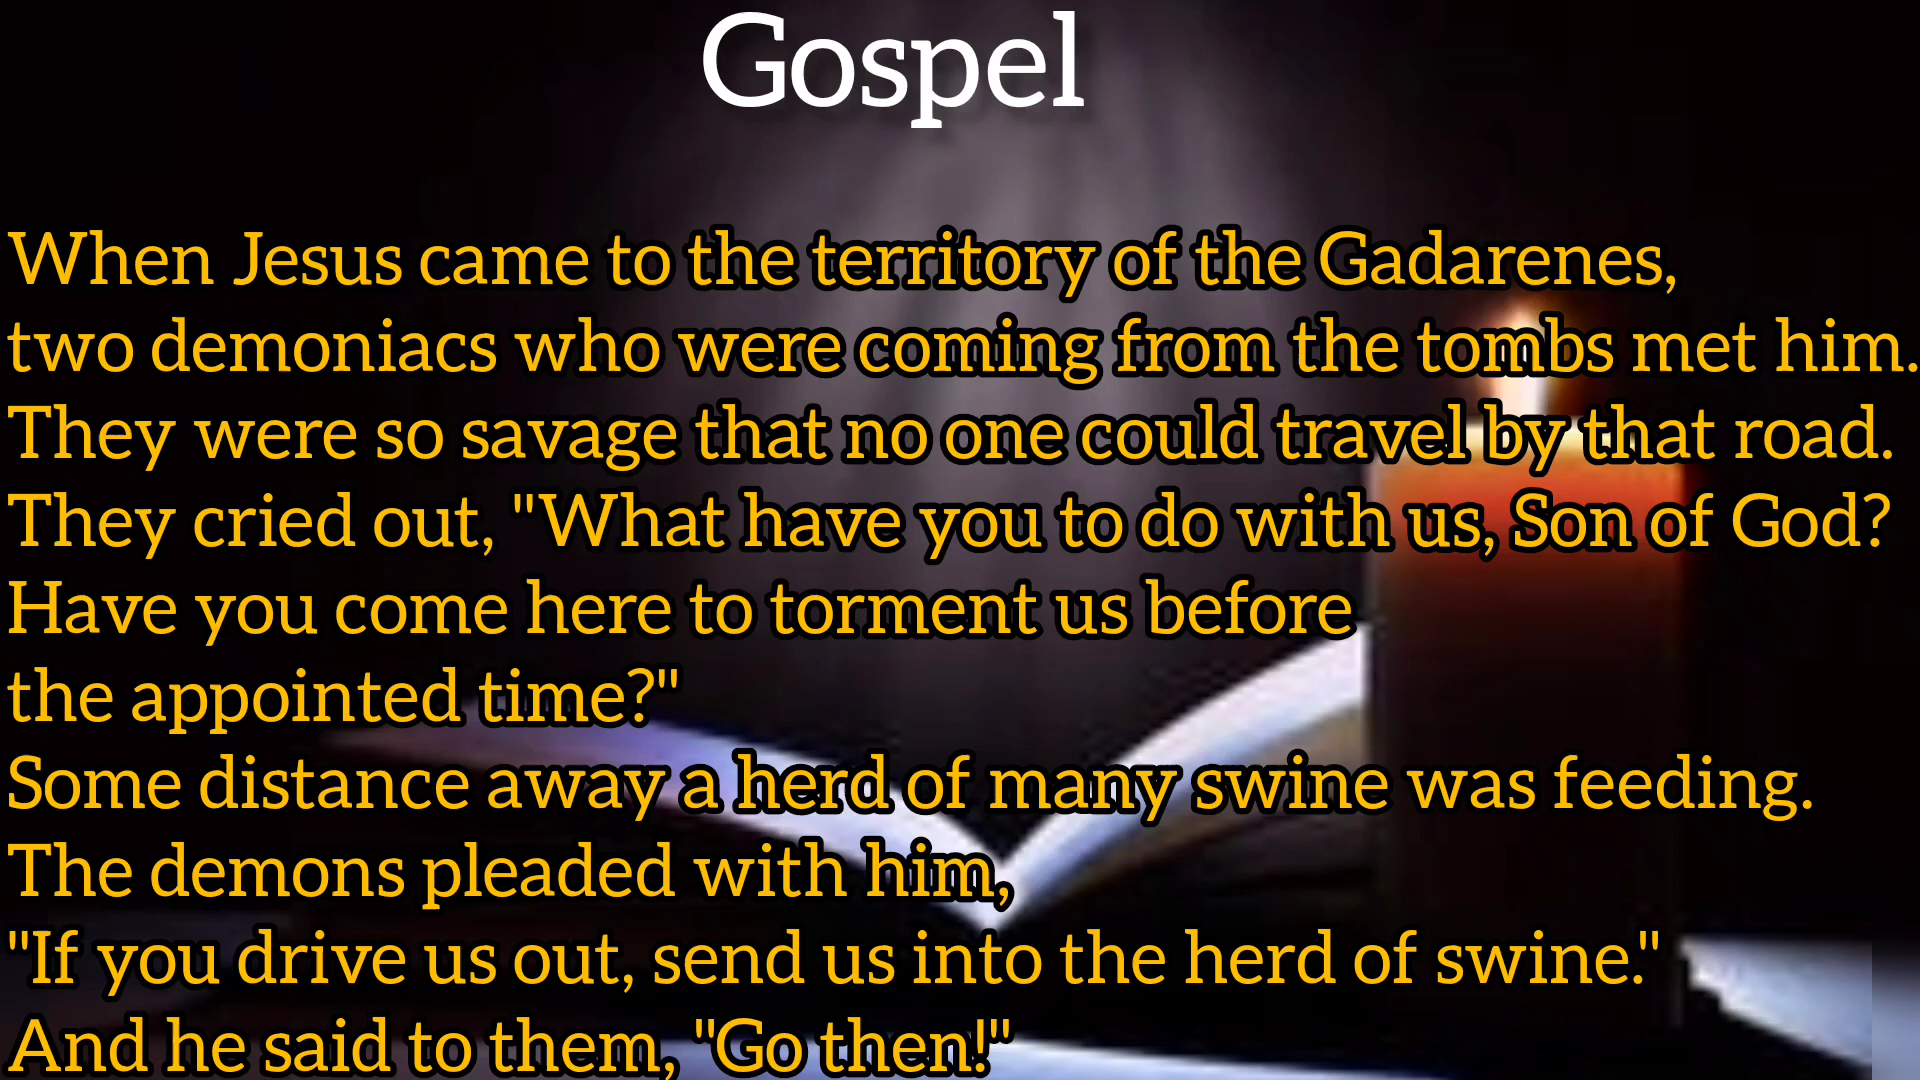 Gospel
When Jesus came to the territory of the Gadarenes,
two demoniacs who were coming from the tombs met him.
They were so savage that no one could travel by that road.
They cried out, "What have you to do with us, Son of God?
Have you come here to torment us before
the appointed time?"
Some distance away a herd of many swine was feeding.
The demons pleaded with him,
"If you drive us out, send us into the herd of swine."
And he said to them, "Go then!"